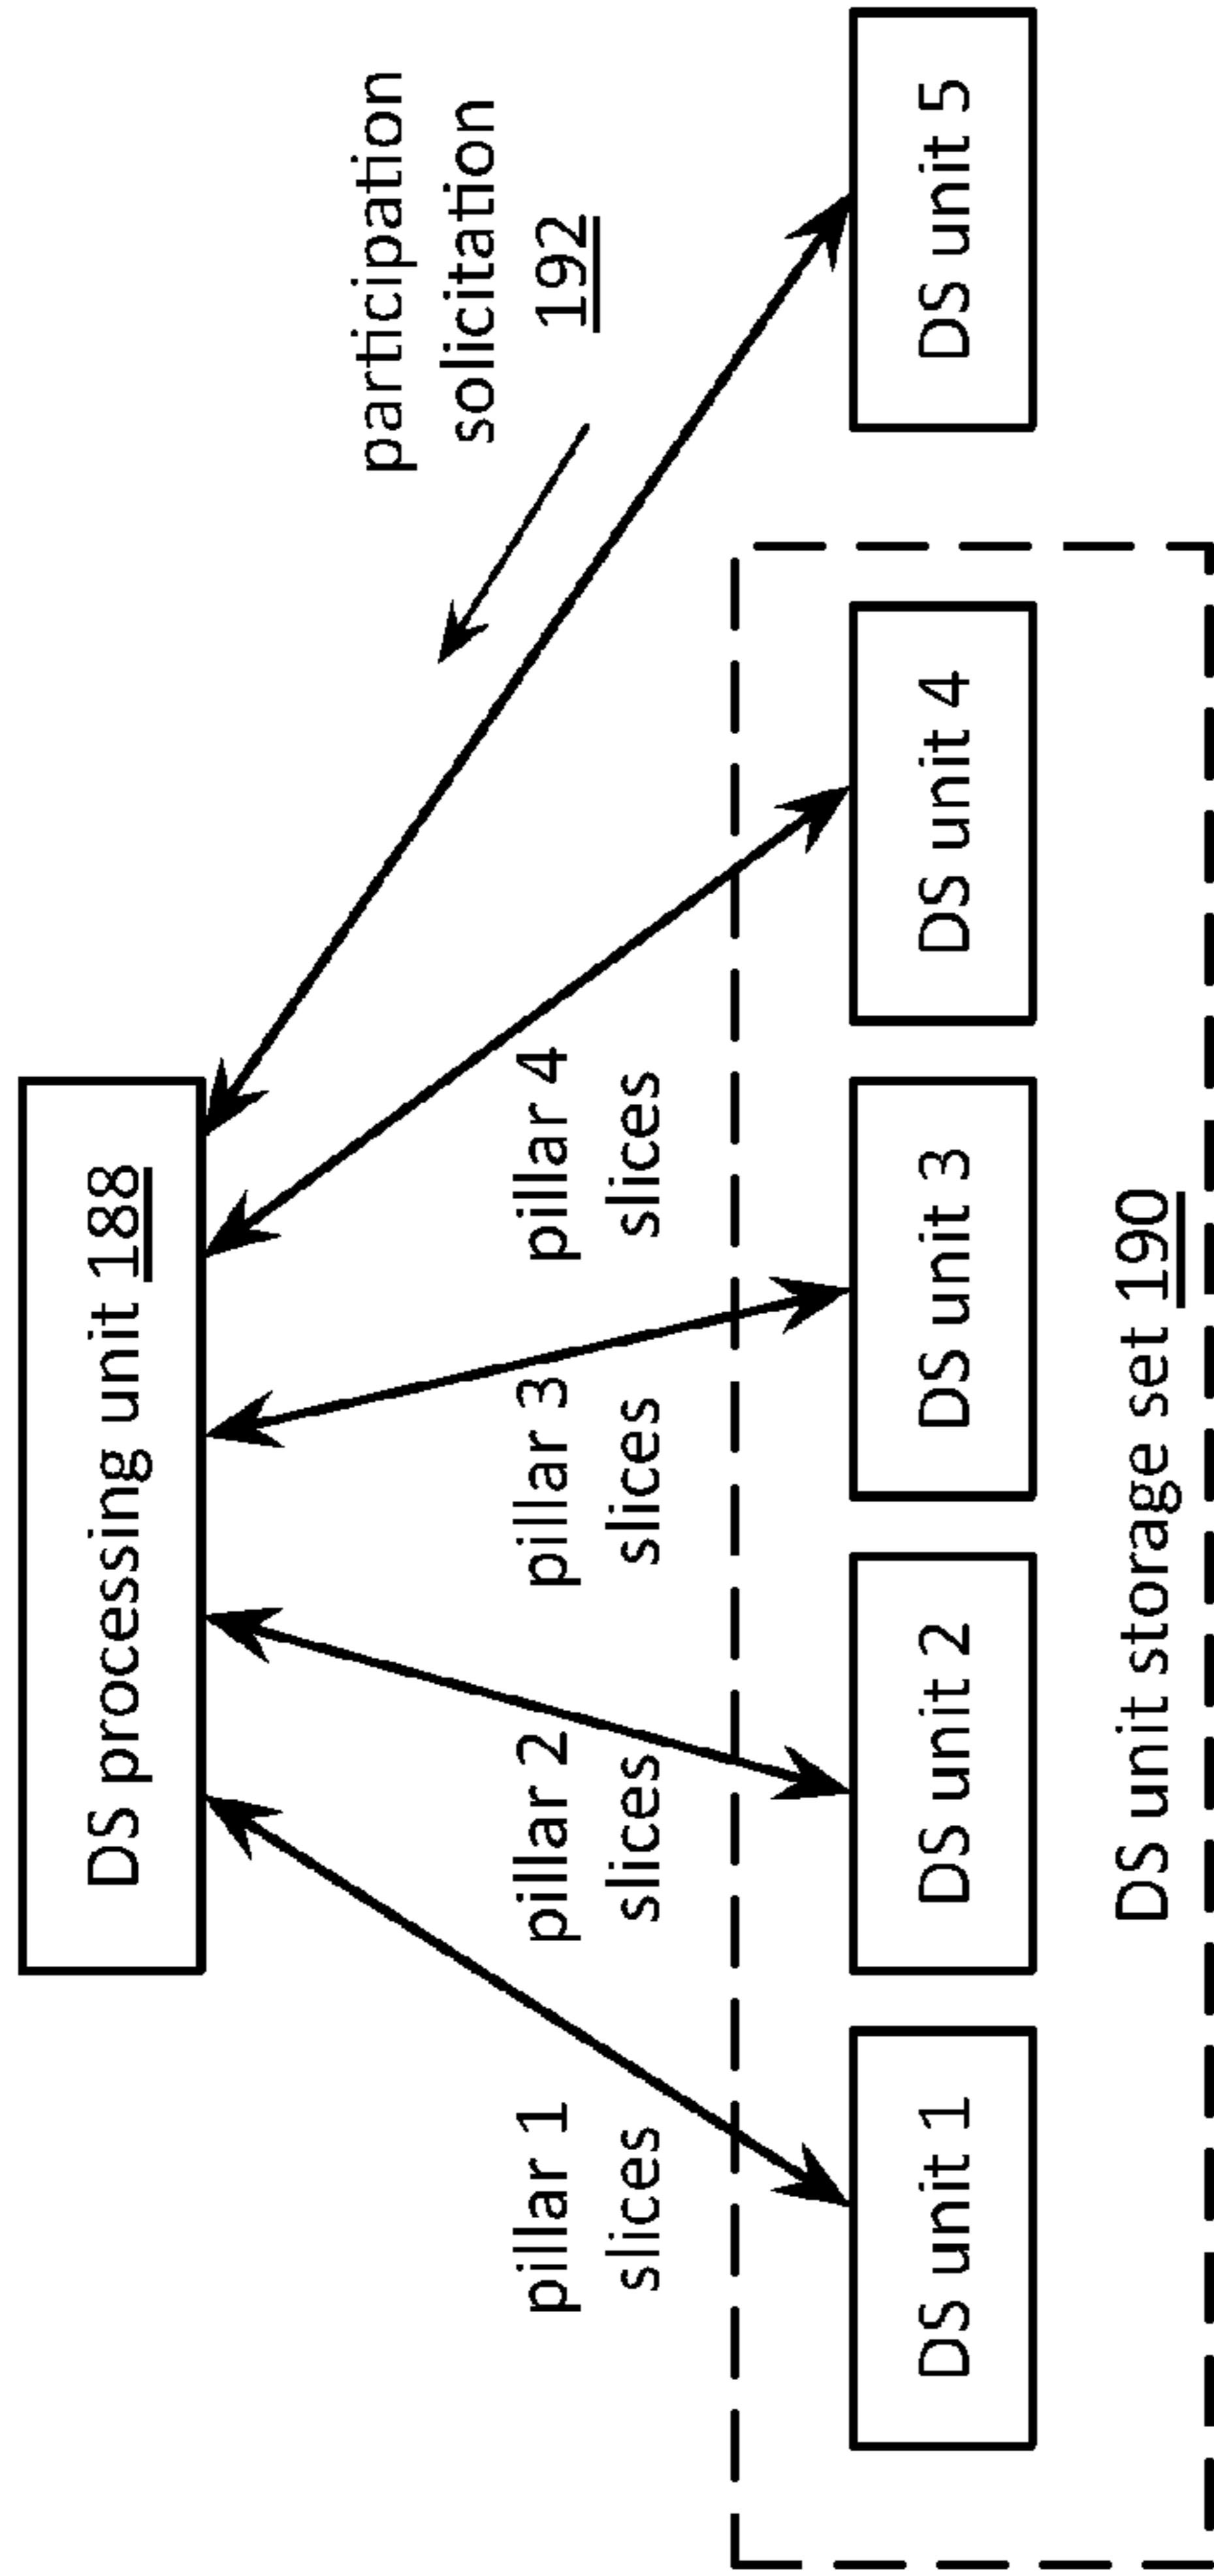 DS processing unit 188
participation
solicitation
192
pillar 1
slices
pillar 2
slices
pillar 3
slices
pillar 4
slices
DS unit 1
DS unit 2
DS unit 3
DS unit 4
DS unit 5
DS unit storage set 190